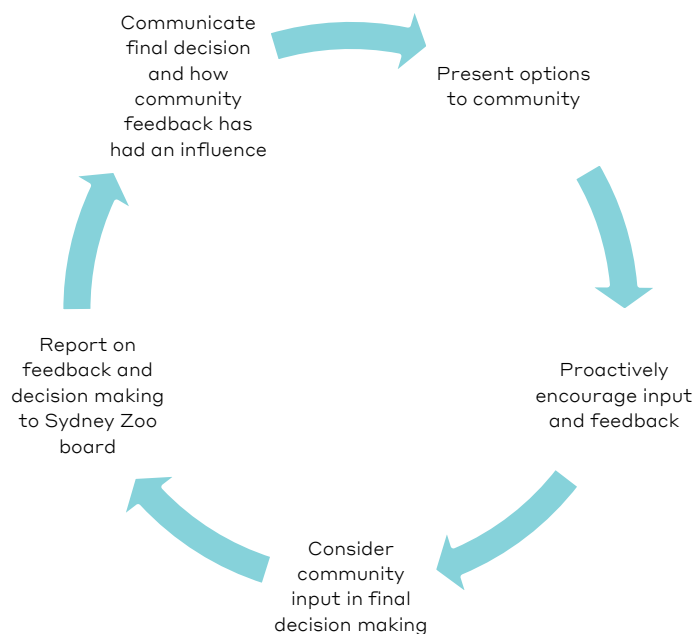 Communicate
final decision
and how
community
feedback has
had an influence
Present options
to community
Proactively
encourage input
and feedback
Consider
community
input in final
decision making
Report on
feedback and
decision making
to Sydney Zoo
board